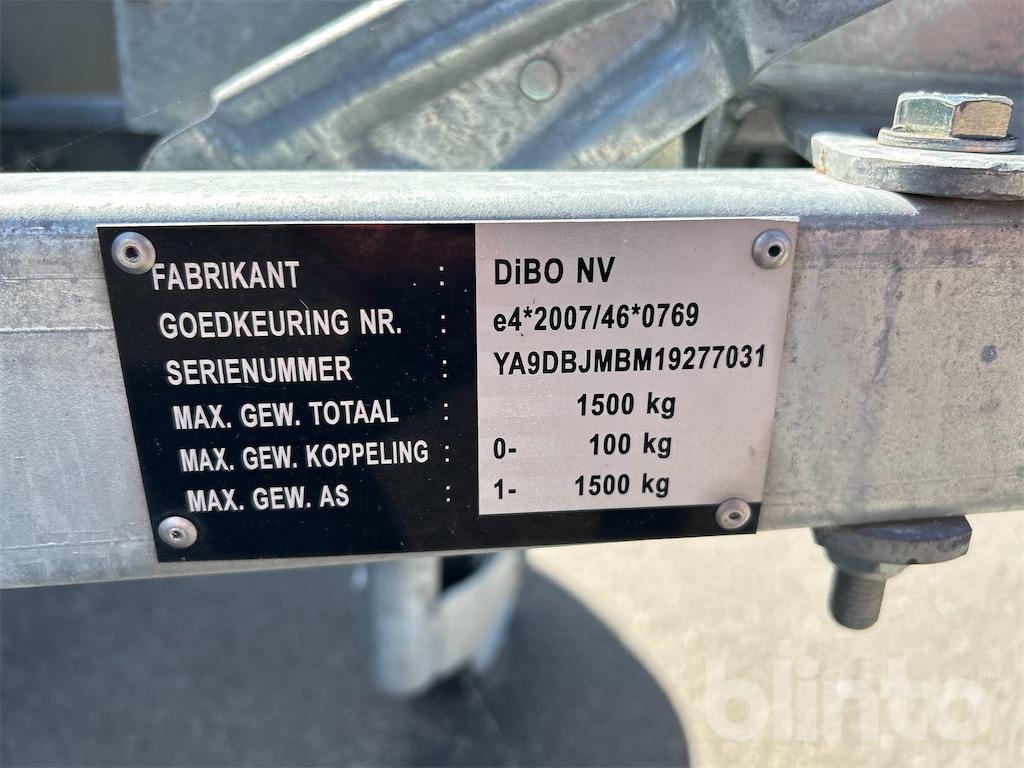 FABRIKANT : DiBO NV
GOEDKEURING NR. : e4*2007/46*0769
SERIENUMMER : YA9DBJMBM19277031
MAX. GEW. TOTAAL : 1500 kg
MAX. GEW. KOPPELING : 0- 100 kg
MAX. GEW. AS : 1- 1500 kg
blinto